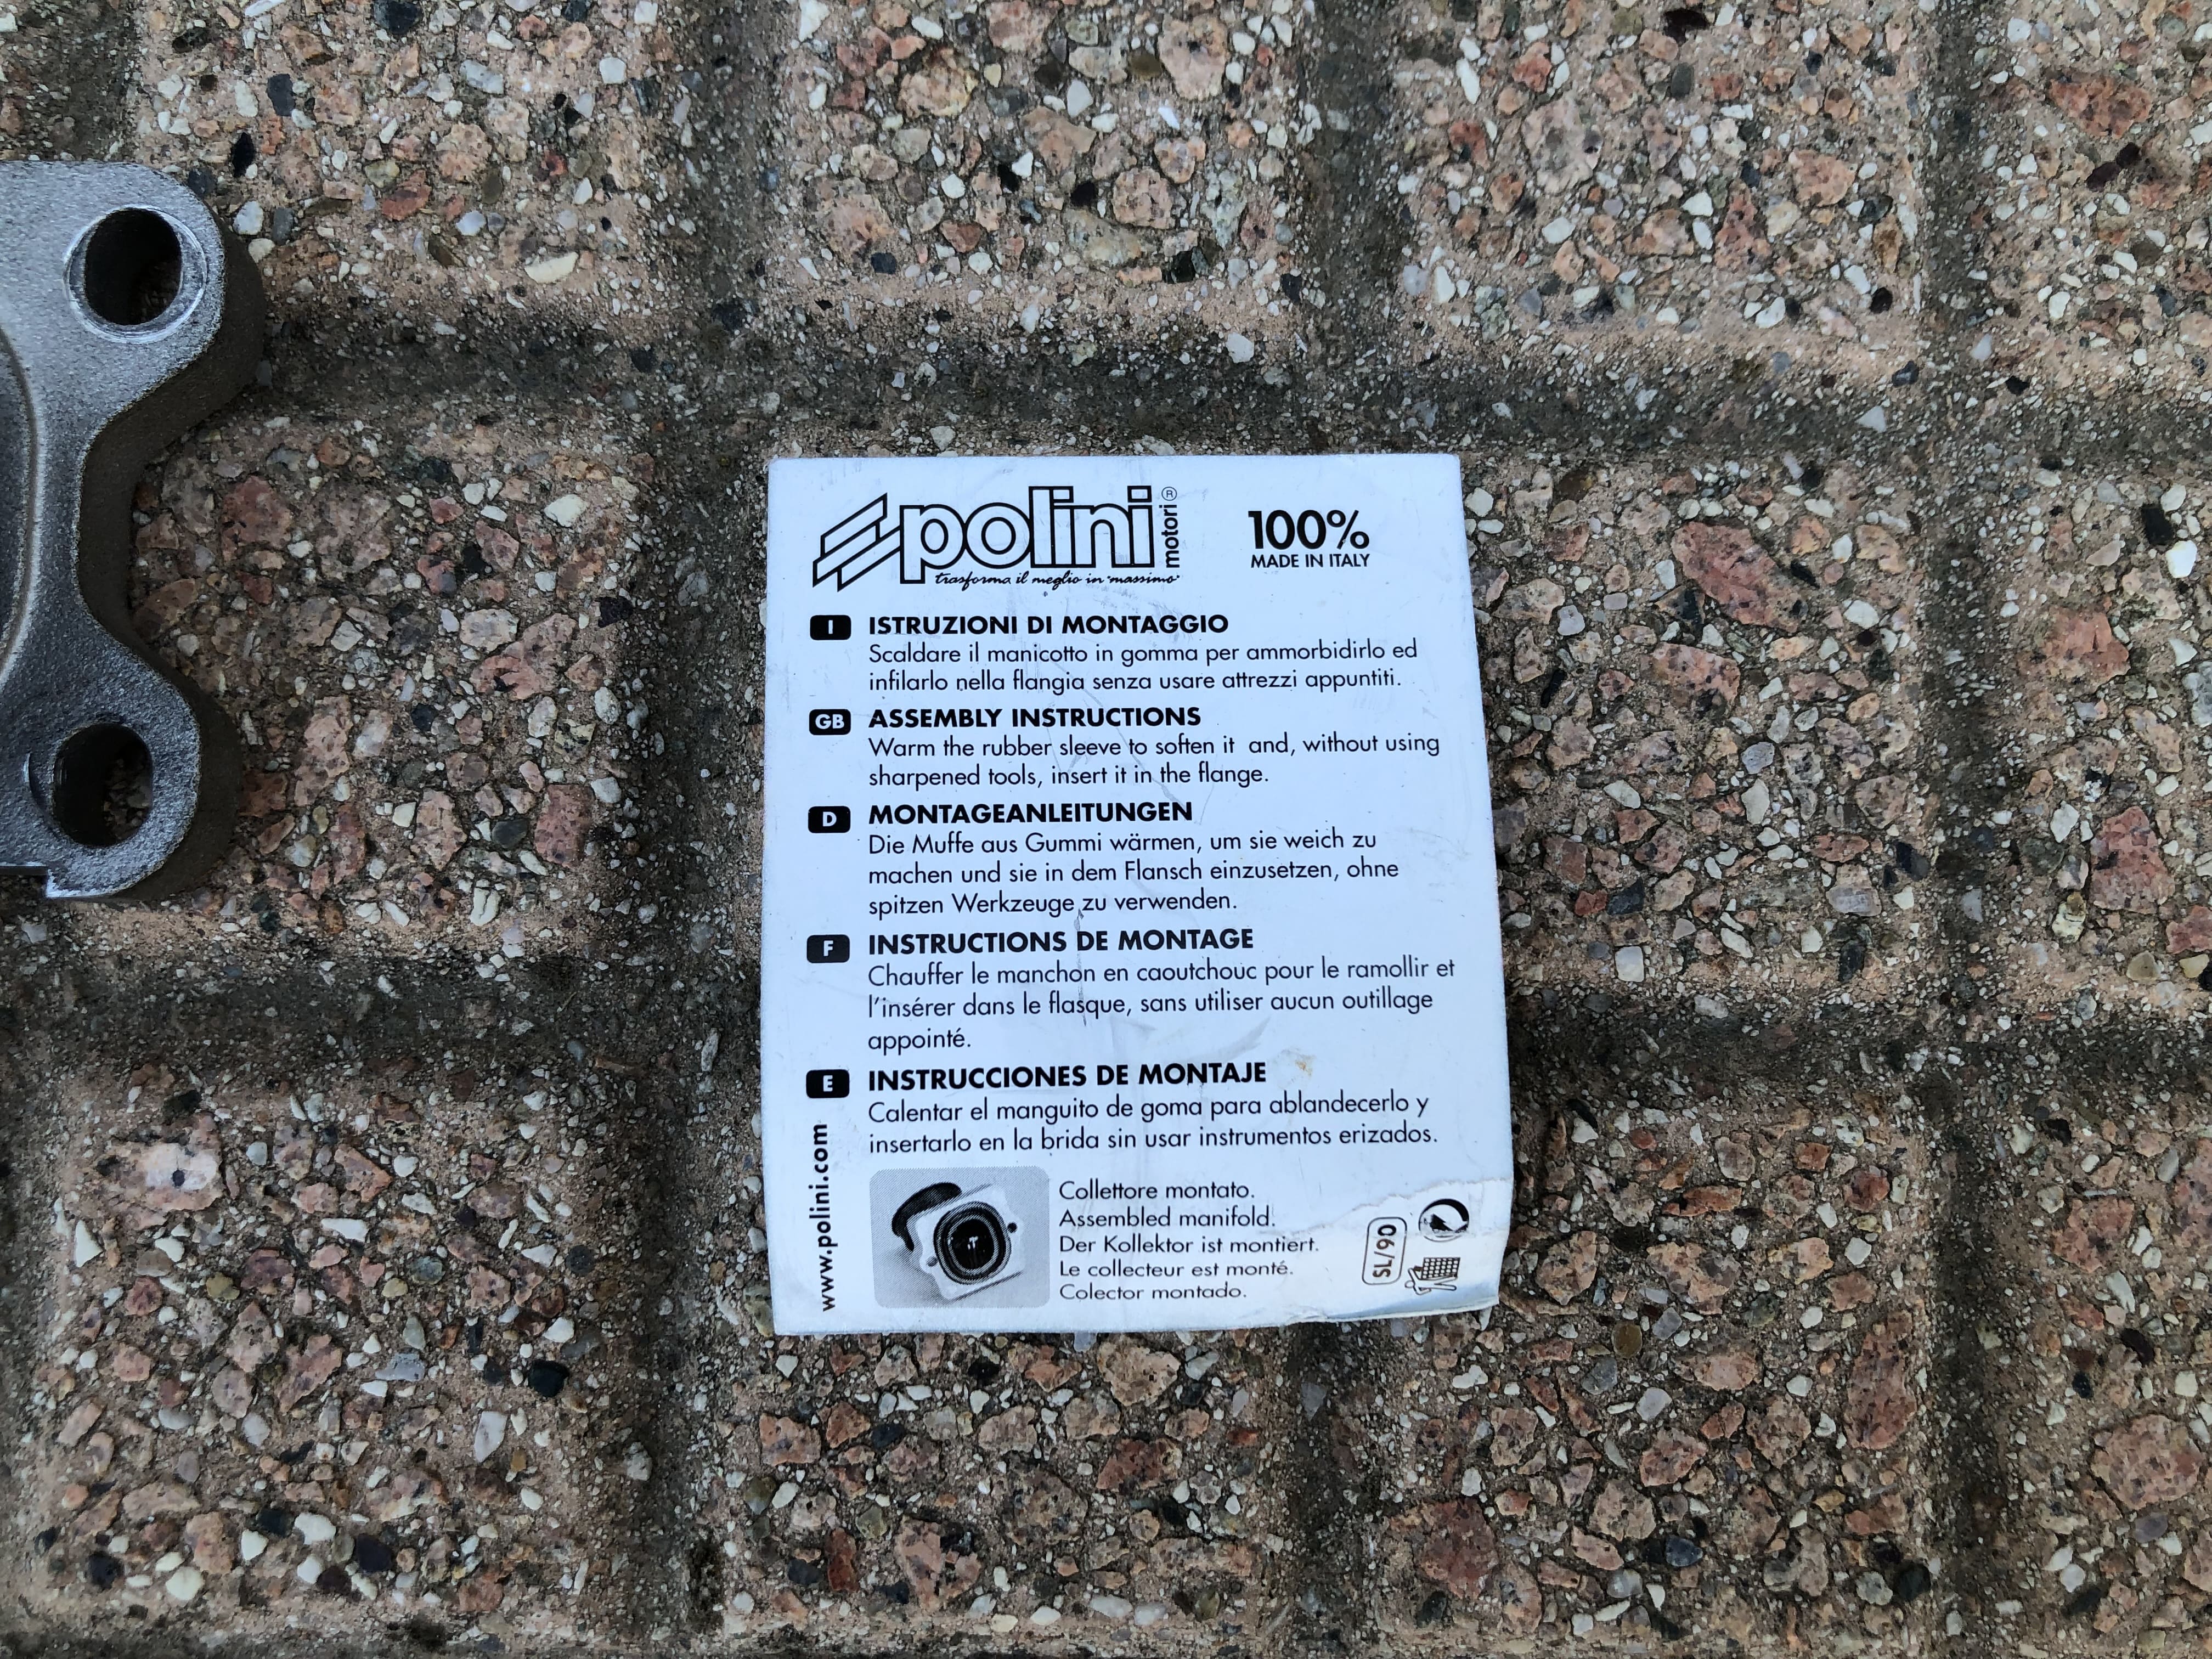 polini motori®
trasforma il meglio in "massimo"
100%
MADE IN ITALY
I ISTRUZIONI DI MONTAGGIO
Scaldare il manicotto in gomma per ammorbidirlo ed
infilarlo nella flangia senza usare attrezzi appuntiti.
GB ASSEMBLY INSTRUCTIONS
Warm the rubber sleeve to soften it and, without using
sharpened tools, insert it in the flange.
D MONTAGEANLEITUNGEN
Die Muffe aus Gummi wärmen, um sie weich zu
machen und sie in dem Flansch einzusetzen, ohne
spitzen Werkzeuge zu verwenden.
F INSTRUCTIONS DE MONTAGE
Chauffer le manchon en caoutchouc pour le ramollir et
l'insérer dans le flasque, sans utiliser aucun outillage
appointé.
E INSTRUCCIONES DE MONTAJE
Calentar el manguito de goma para ablandecerlo y
insertarlo en la brida sin usar instrumentos erizados.
www.polini.com
Collettore montato.
Assembled manifold.
Der Kollektor ist montiert.
Le collecteur est monté.
Colector montado.
SL/90